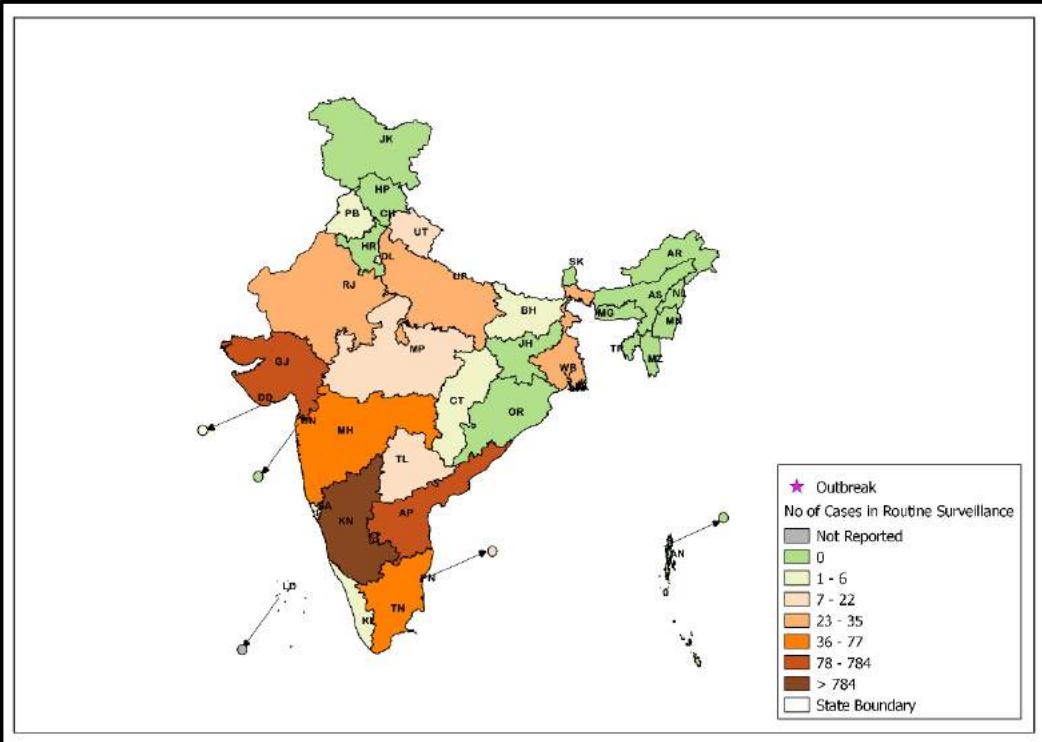 JK
HP
PB
CH
UT
HR
DL
SK
AR
RJ
UP
AS
NL
BH
MG
MN
JH
MP
TR
MZ
GJ
WB
DD
CT
OR
DN
MH
TL
GA
KN
AP
AN
PN
LD
TN
KL
Outbreak
No of Cases in Routine Surveillance
Not Reported
0
1 - 6
7 - 22
23 - 35
36 - 77
78 - 784
> 784
State Boundary